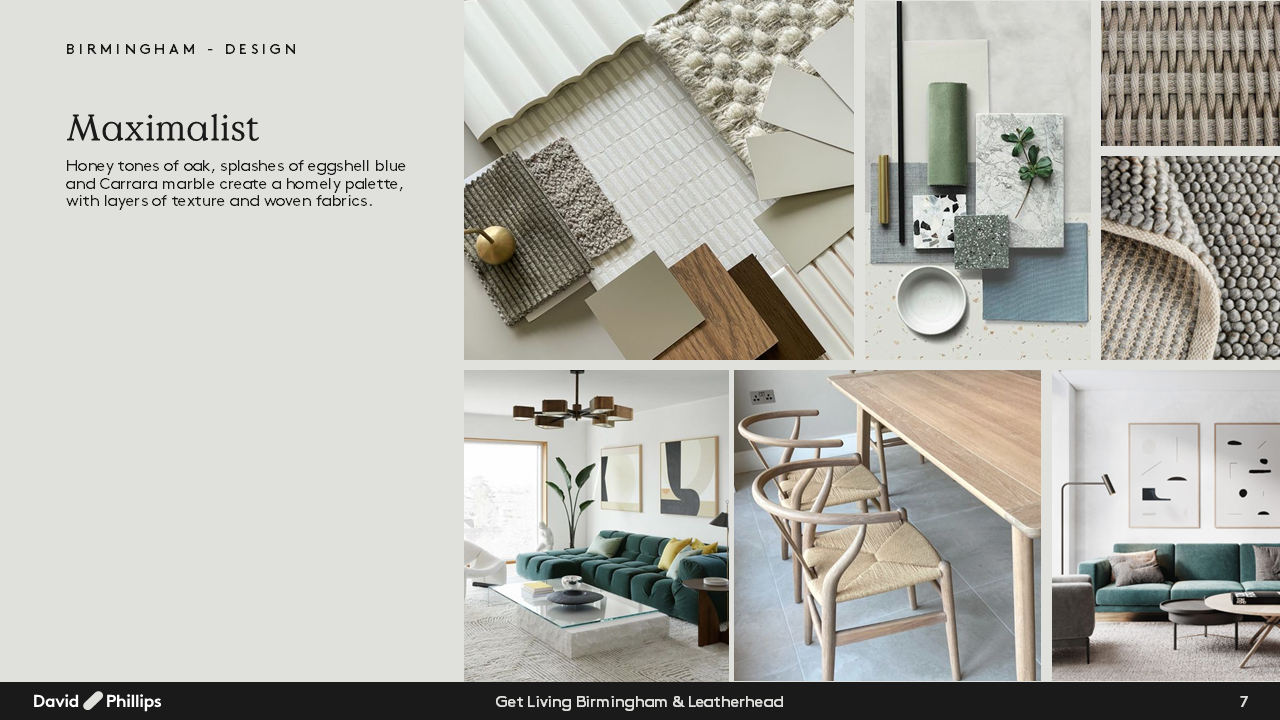 BIRMINGHAM - DESIGN
Maximalist
Honey tones of oak, splashes of eggshell blue
and Carrara marble create a homely palette,
with layers of texture and woven fabrics.
David Phillips
Get Living Birmingham & Leatherhead
7